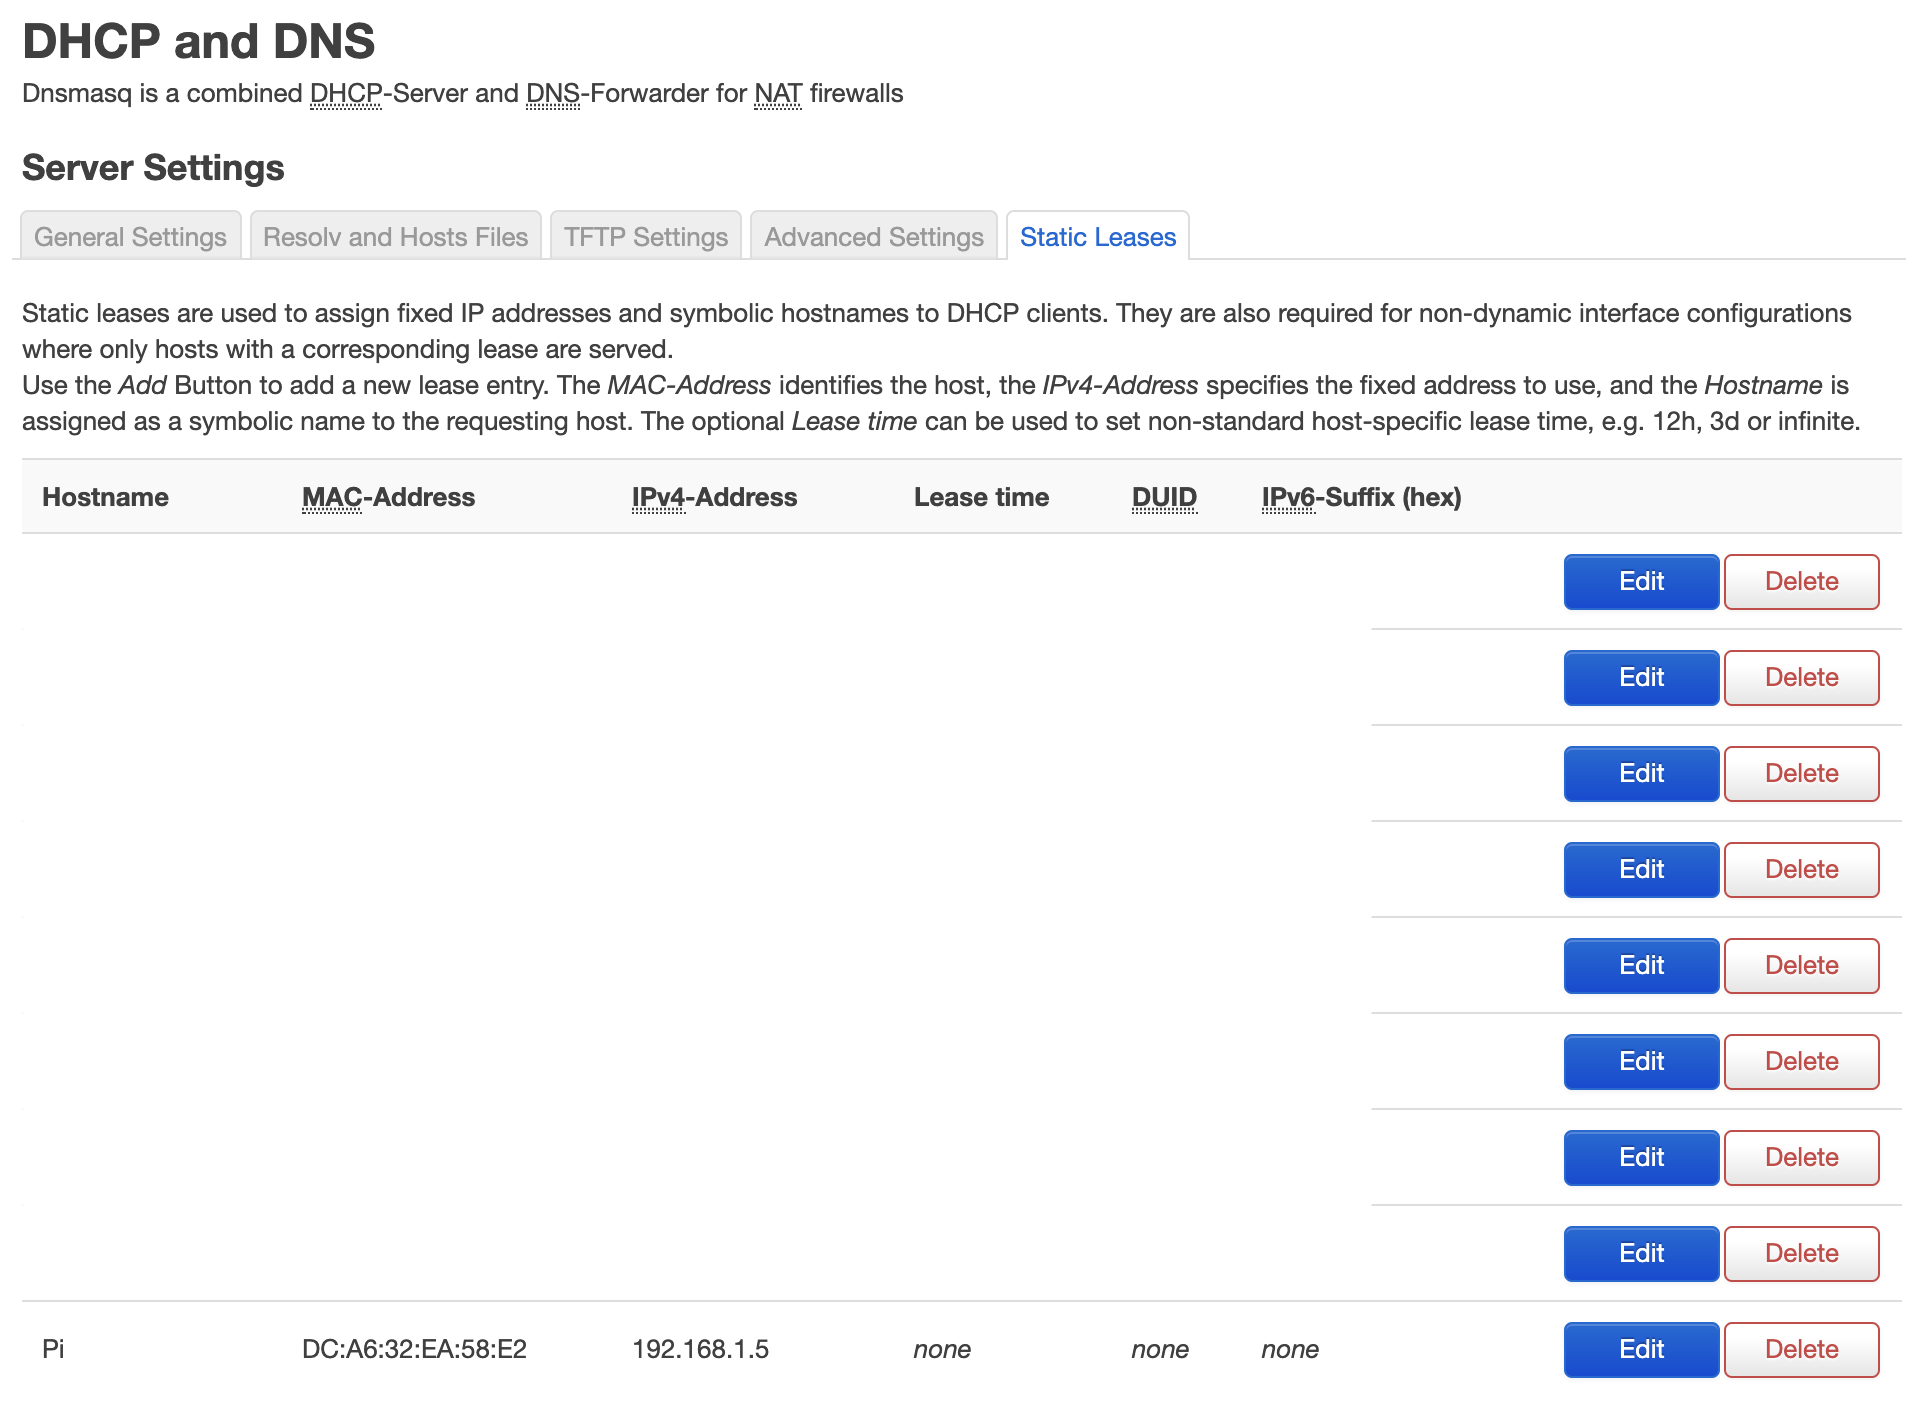 DHCP and DNS
Dnsmasq is a combined DHCP-Server and DNS-Forwarder for NAT firewalls
Server Settings
General Settings Resolv and Hosts Files TFTP Settings Advanced Settings Static Leases
Static leases are used to assign fixed IP addresses and symbolic hostnames to DHCP clients. They are also required for non-dynamic interface configurations
where only hosts with a corresponding lease are served.
Use the Add Button to add a new lease entry. The MAC-Address identifies the host, the IPv4-Address specifies the fixed address to use, and the Hostname is
assigned as a symbolic name to the requesting host. The optional Lease time can be used to set non-standard host-specific lease time, e.g. 12h, 3d or infinite.
Hostname MAC-Address IPv4-Address Lease time DUID IPv6-Suffix (hex)
Edit Delete
Edit Delete
Edit Delete
Edit Delete
Edit Delete
Edit Delete
Edit Delete
Edit Delete
Pi DC:A6:32:EA:58:E2 192.168.1.5 none none none Edit Delete